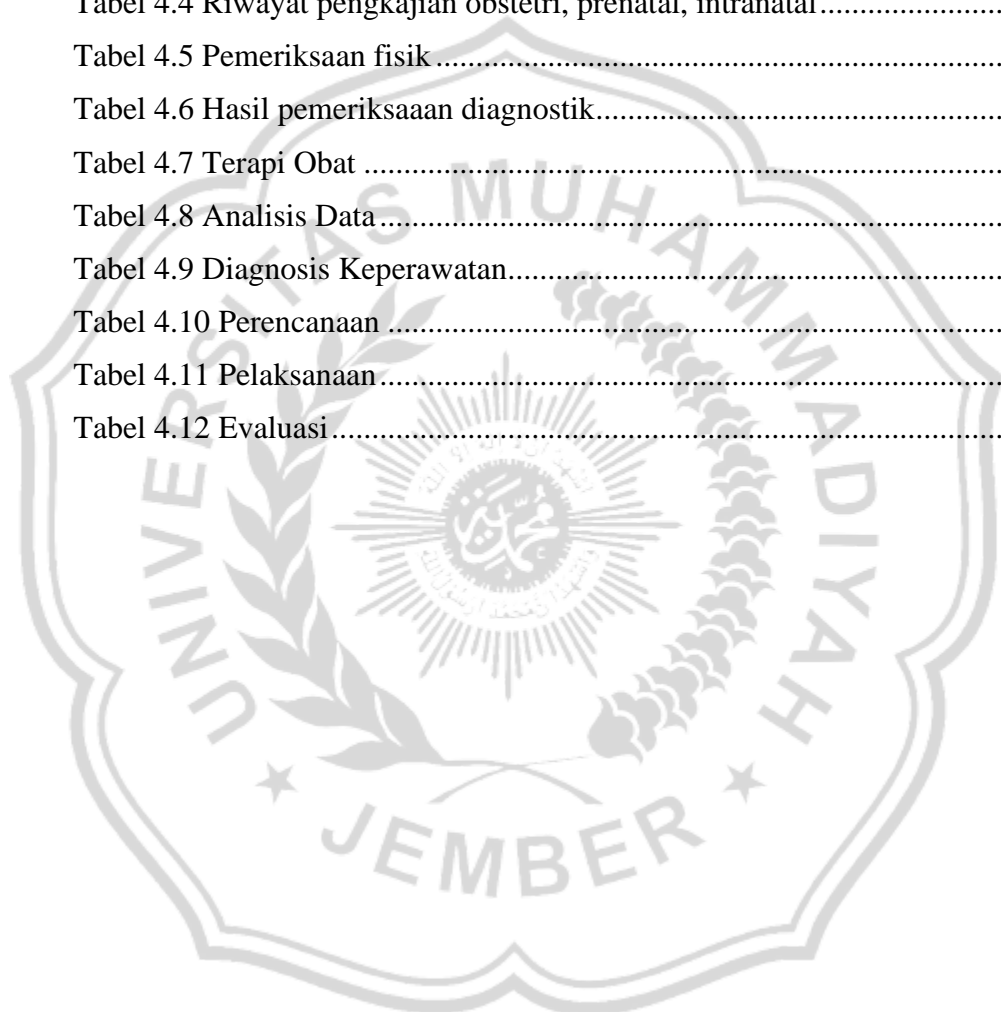 Tabel 4.4 Riwayat pengkajian obstetri, prenatal, intranatal........................
Tabel 4.5 Pemeriksaan fisik........................................................................
Tabel 4.6 Hasil pemeriksaaan diagnostik...................................................
Tabel 4.7 Terapi Obat .................................................................................
Tabel 4.8 Analisis Data...............................................................................
Tabel 4.9 Diagnosis Keperawatan..............................................................
Tabel 4.10 Perencanaan .............................................................................
Tabel 4.11 Pelaksanaan...............................................................................
Tabel 4.12 Evaluasi.....................................................................................
UNIVERSITAS MUHAMMADIYAH
JEMBER